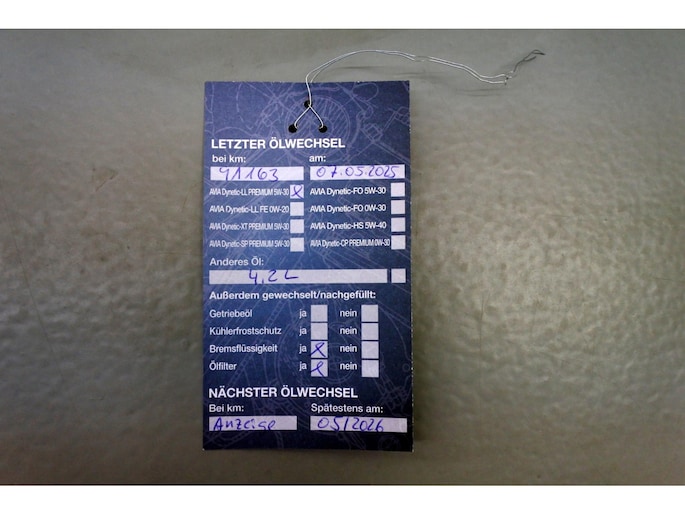 LETZTER ÖLWECHSEL
bei km: am:
41163 07.05.2025
AVIA Dynetic-LL PREMIUM 5W-30 AVIA Dynetic-FO 5W-30
AVIA Dynetic-LL FE 0W-20 AVIA Dynetic-FO 0W-30
AVIA Dynetic-XT PREMIUM 5W-30 AVIA Dynetic-HS 5W-40
AVIA Dynetic-SP PREMIUM 5W-30 AVIA Dynetic-CP PREMIUM 0W-30
Anderes Öl:
4,2 L
Außerdem gewechselt/nachgefüllt:
Getriebeöl ja nein
Kühlerfrostschutz ja nein
Bremsflüssigkeit ja nein
Ölfilter ja nein
NÄCHSTER ÖLWECHSEL
Bei km: Spätestens am:
Anzeige 05/2026